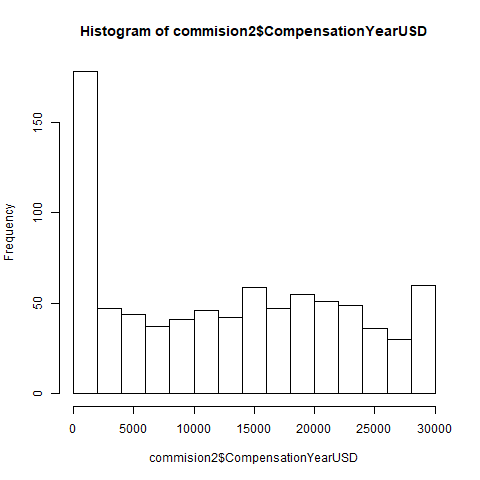 Histogram of commision2$CompensationYearUSD
Frequency
150
100
50
0
0 5000 10000 15000 20000 25000 30000
commision2$CompensationYearUSD